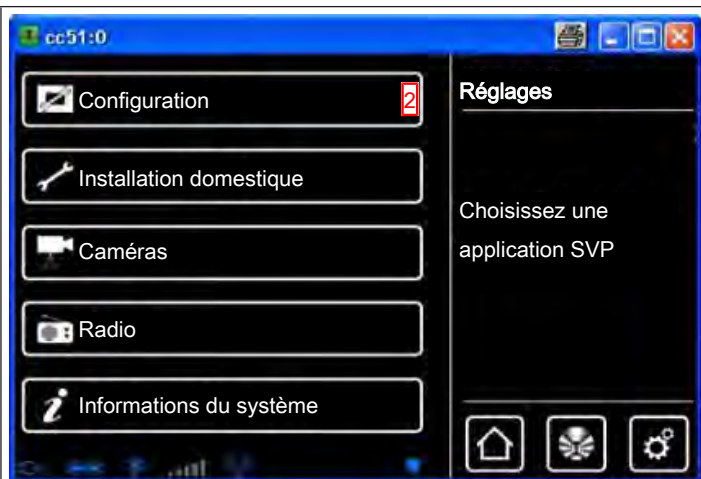 cc51:0
Configuration 2
Installation domestique
Caméras
Radio
Informations du système
Réglages
Choisissez une
application SVP